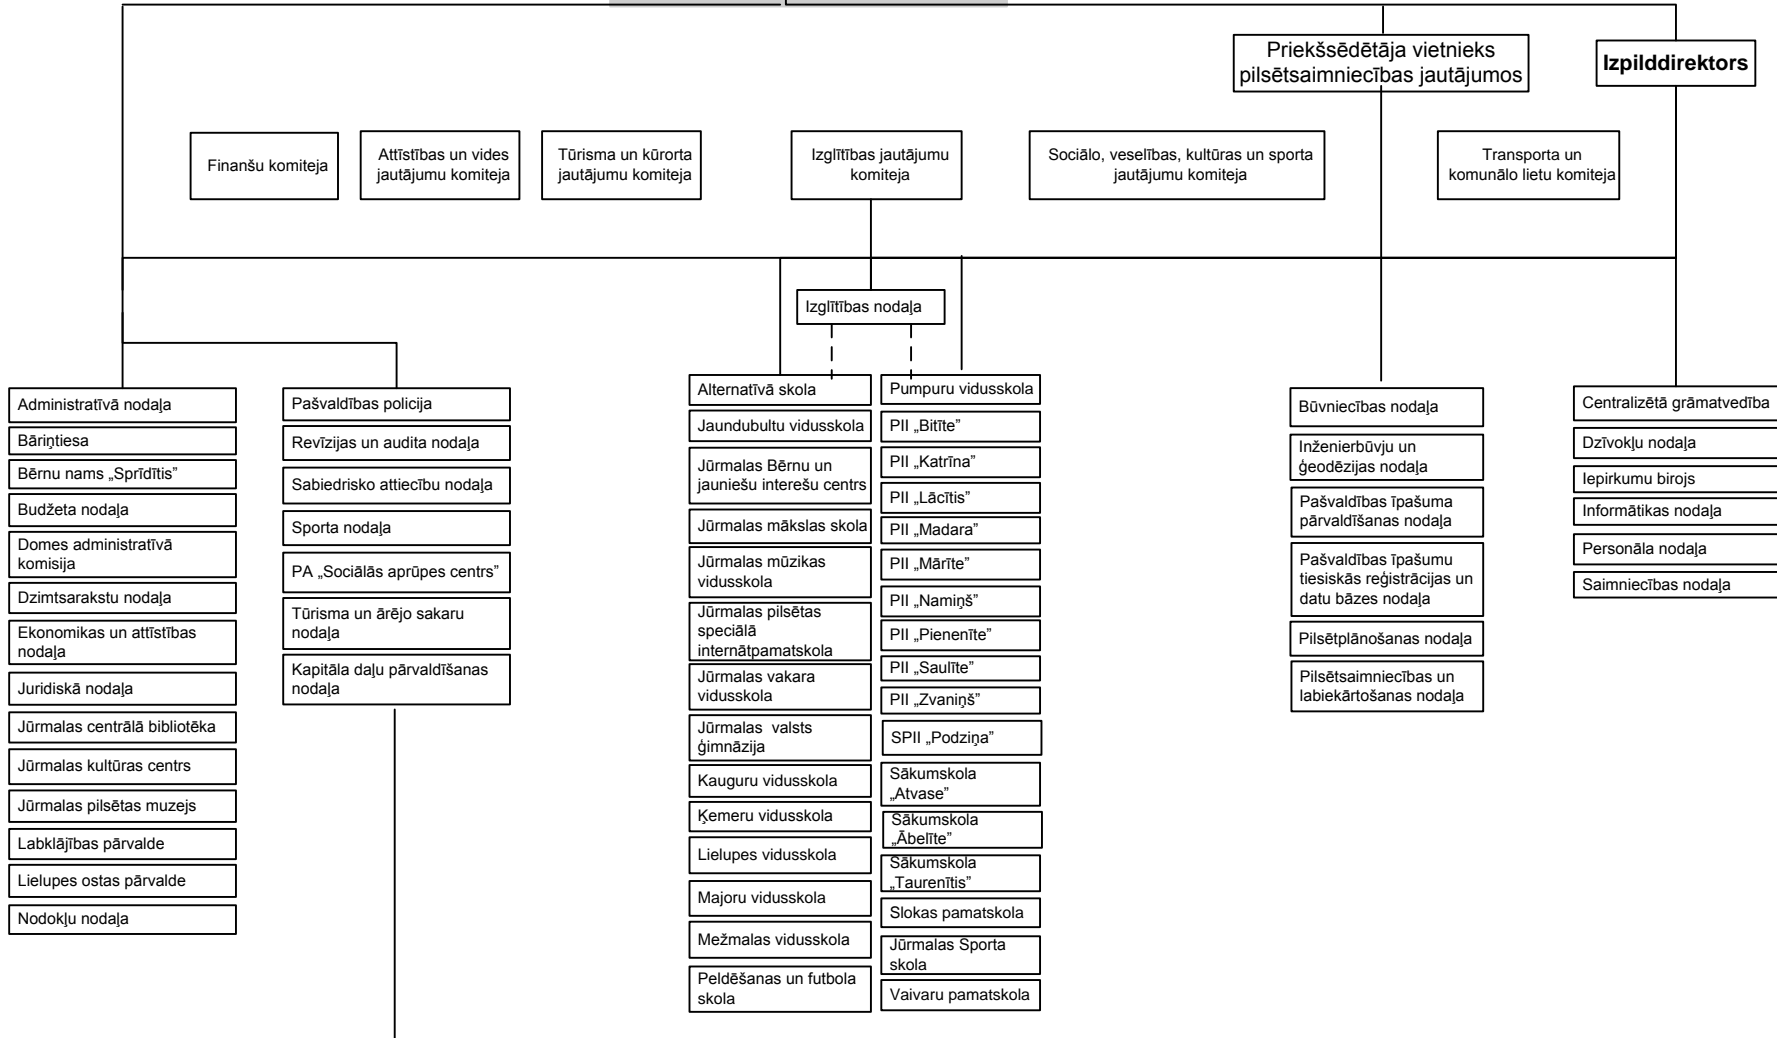 Priekšsēdētāja vietnieks
pilsētsaimniecības jautājumos
Izpilddirektors
Finanšu komiteja
Attīstības un vides
jautājumu komiteja
Tūrisma un kūrorta
jautājumu komiteja
Izglītības jautājumu
komiteja
Sociālo, veselības, kultūras un sporta
jautājumu komiteja
Transporta un
komunālo lietu komiteja
Izglītības nodaļa
Administratīvā nodaļa
Bāriņtiesa
Bērnu nams „Sprīdītis”
Budžeta nodaļa
Domes administratīvā
komisija
Dzimtsarakstu nodaļa
Ekonomikas un attīstības
nodaļa
Juridiskā nodaļa
Jūrmalas centrālā bibliotēka
Jūrmalas kultūras centrs
Jūrmalas pilsētas muzejs
Labklājības pārvalde
Lielupes ostas pārvalde
Nodokļu nodaļa
Pašvaldības policija
Revīzijas un audita nodaļa
Sabiedrisko attiecību nodaļa
Sporta nodaļa
PA „Sociālās aprūpes centrs”
Tūrisma un ārējo sakaru
nodaļa
Kapitāla daļu pārvaldīšanas
nodaļa
Alternatīvā skola
Jaundubultu vidusskola
Jūrmalas Bērnu un
jauniešu interešu centrs
Jūrmalas mākslas skola
Jūrmalas mūzikas
vidusskola
Jūrmalas pilsētas
speciālā
internātpamatskola
Jūrmalas vakara
vidusskola
Jūrmalas valsts
ģimnāzija
Kauguru vidusskola
Ķemeru vidusskola
Lielupes vidusskola
Majoru vidusskola
Mežmalas vidusskola
Peldēšanas un futbola
skola
Pumpuru vidusskola
PII „Bitīte”
PII „Katrīna”
PII „Lācītis”
PII „Madara”
PII „Mārīte”
PII „Namiņš”
PII „Pienenīte”
PII „Saulīte”
PII „Zvaniņš”
SPII „Podziņa”
Sākumskola
„Atvase”
Sākumskola
„Ābelīte”
Sākumskola
„Taurenītis”
Slokas pamatskola
Jūrmalas Sporta
skola
Vaivaru pamatskola
Būvniecības nodaļa
Inženierbūvju un
ģeodēzijas nodaļa
Pašvaldības īpašuma
pārvaldīšanas nodaļa
Pašvaldības īpašumu
tiesiskās reģistrācijas un
datu bāzes nodaļa
Pilsētplānošanas nodaļa
Pilsētsaimniecības un
labiekārtošanas nodaļa
Centralizētā grāmatvedība
Dzīvokļu nodaļa
Iepirkumu birojs
Informātikas nodaļa
Personāla nodaļa
Saimniecības nodaļa